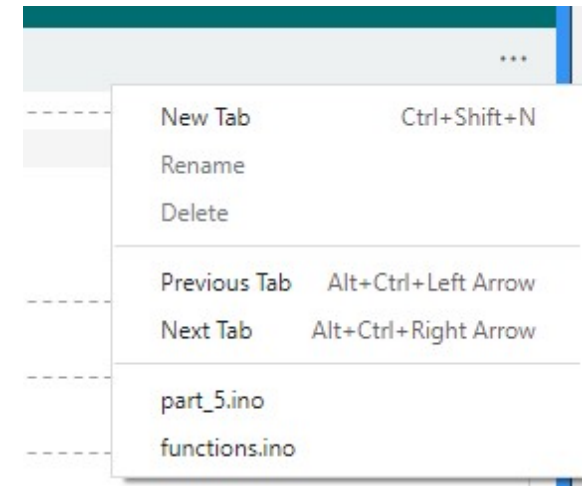 ...
New Tab Ctrl+Shift+N
Rename
Delete
Previous Tab Alt+Ctrl+Left Arrow
Next Tab Alt+Ctrl+Right Arrow
part_5.ino
functions.ino